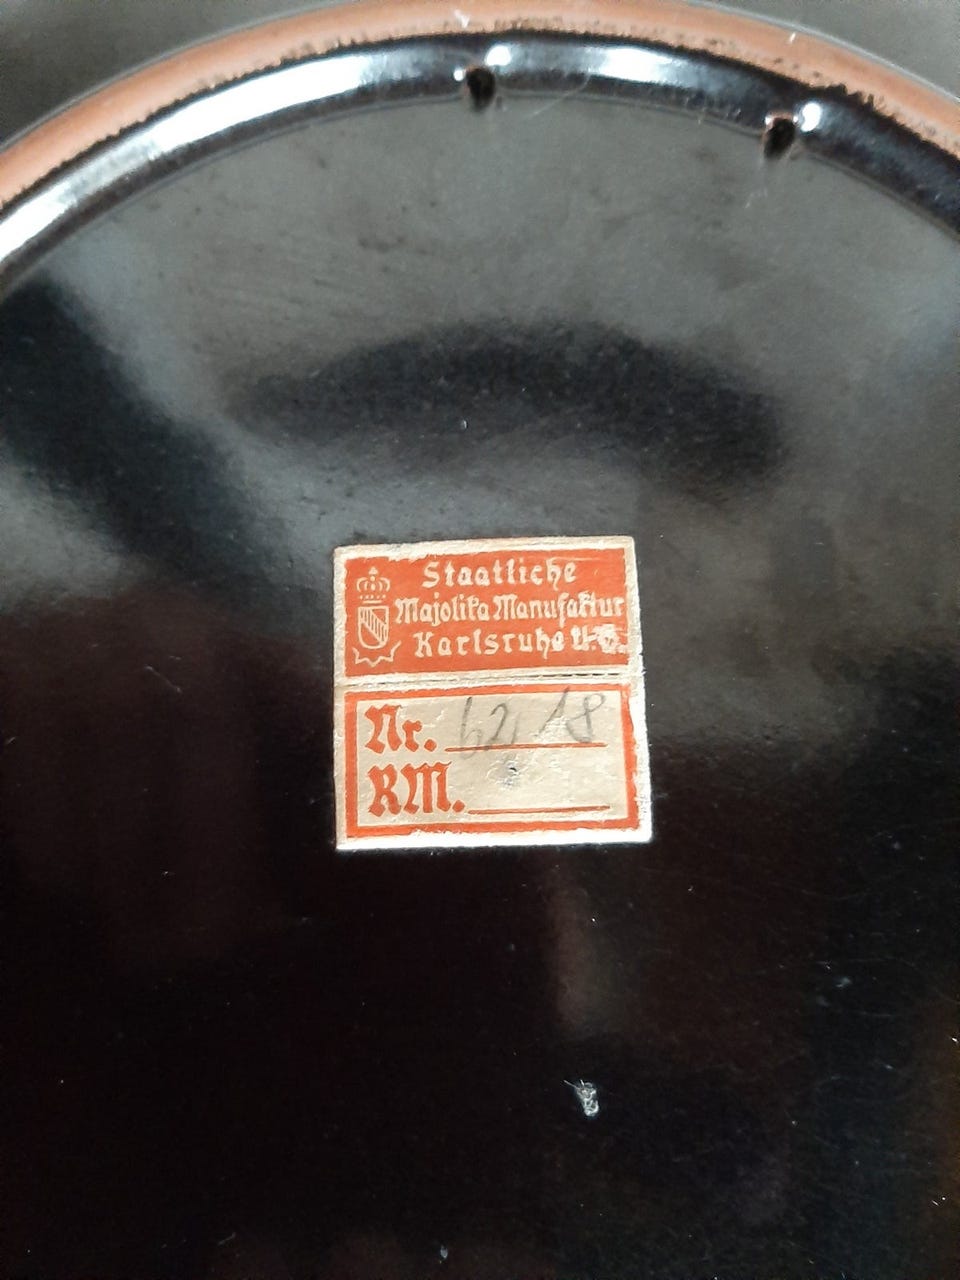 Staatliche
Majolika Manufaktur
Karlsruhe A.G.
Nr. 6218
RM.